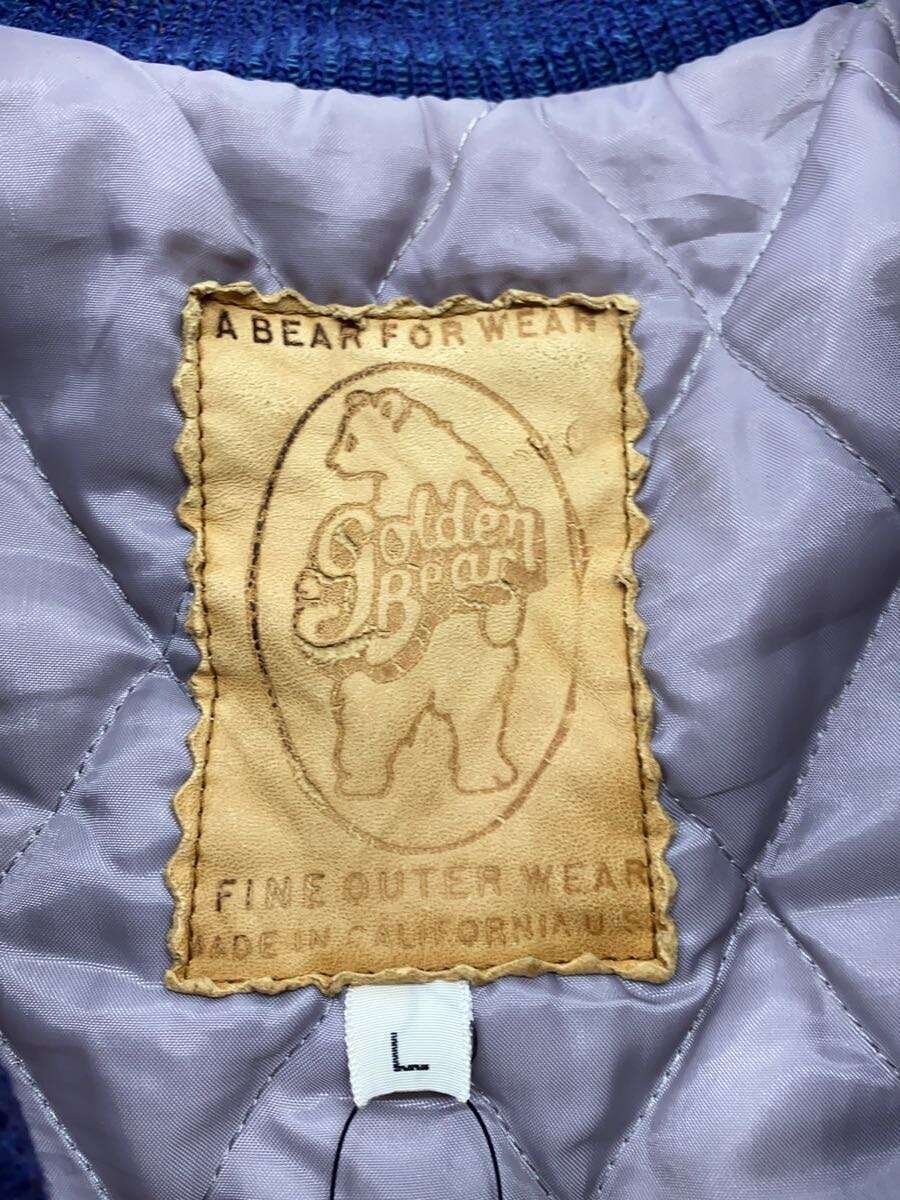 A BEAR FOR WEAR
Golden
Bear
FINE OUTER WEAR
MADE IN CALIFORNIA U.S.
L